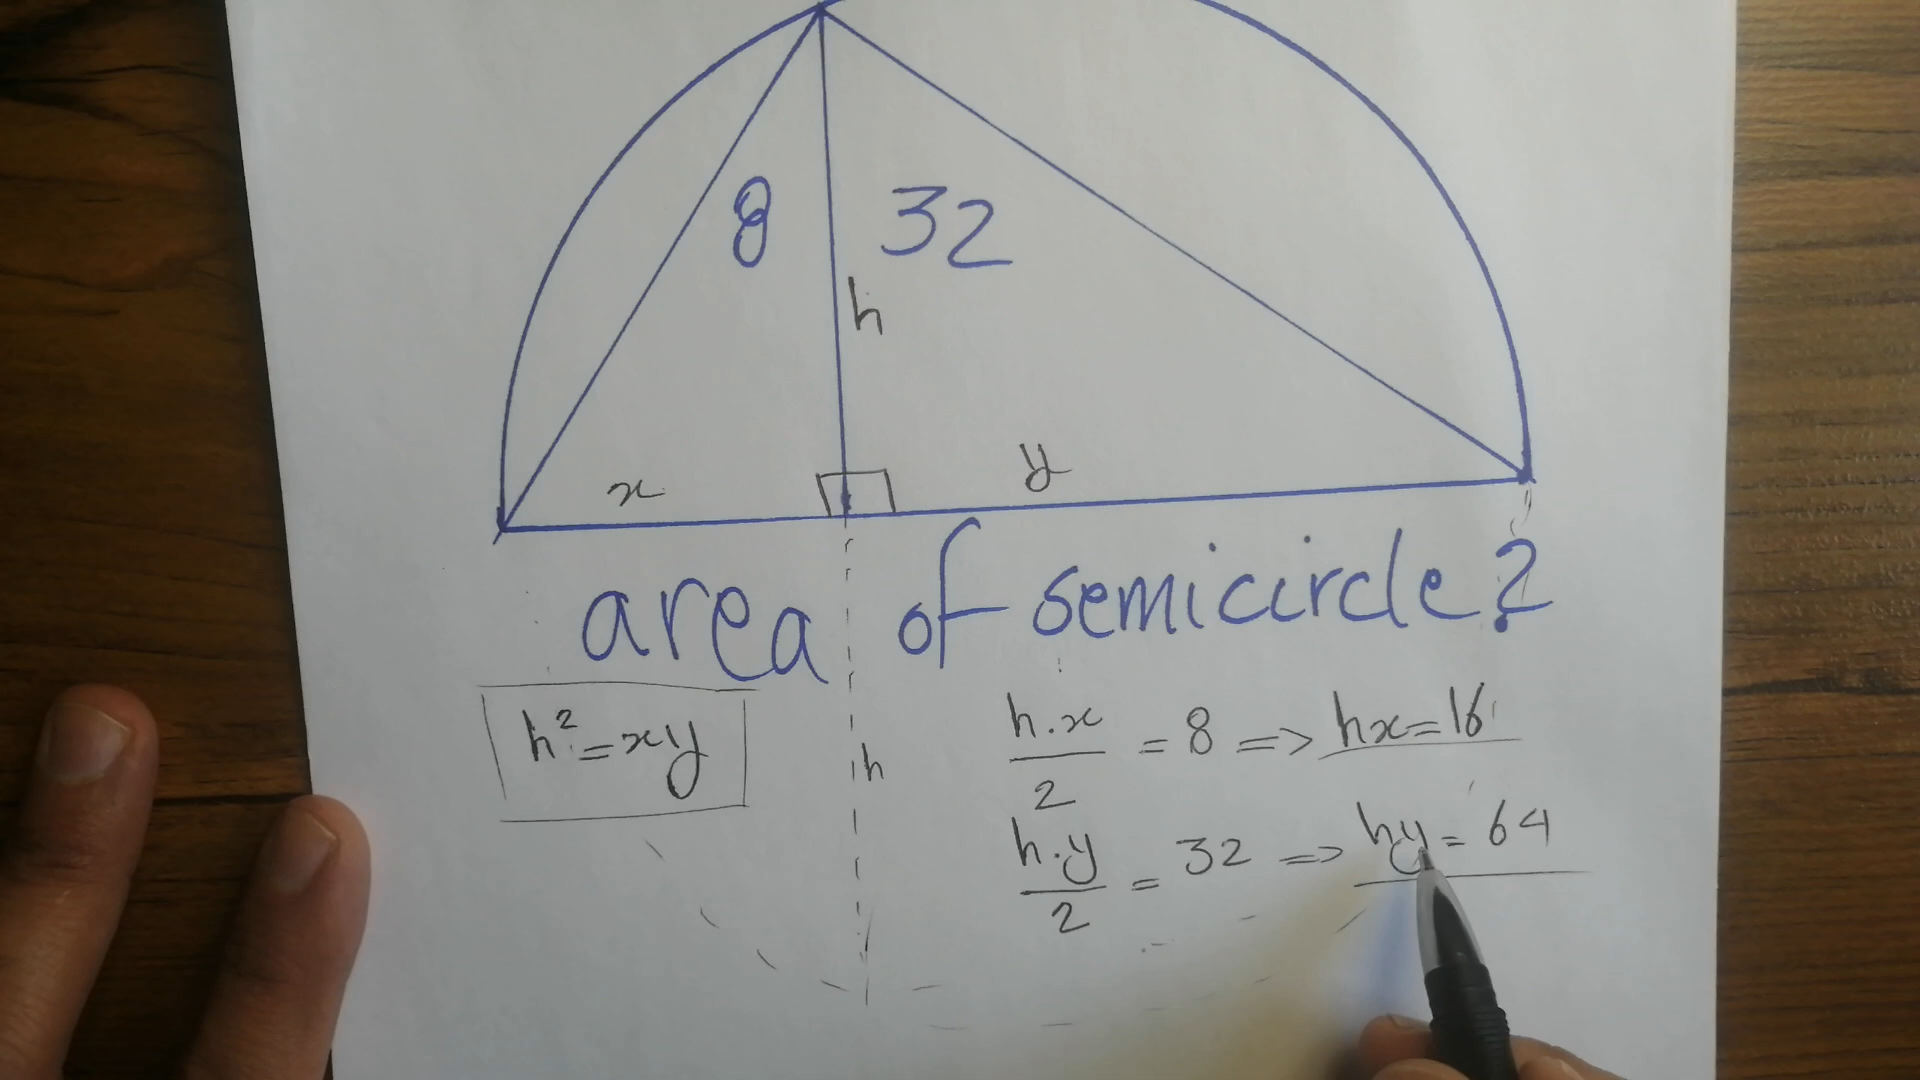 8 32
h
x y
area of semicircle?
h²=xy
h
h.x/2 = 8 => hx=16
h.y/2 = 32 => hy=64